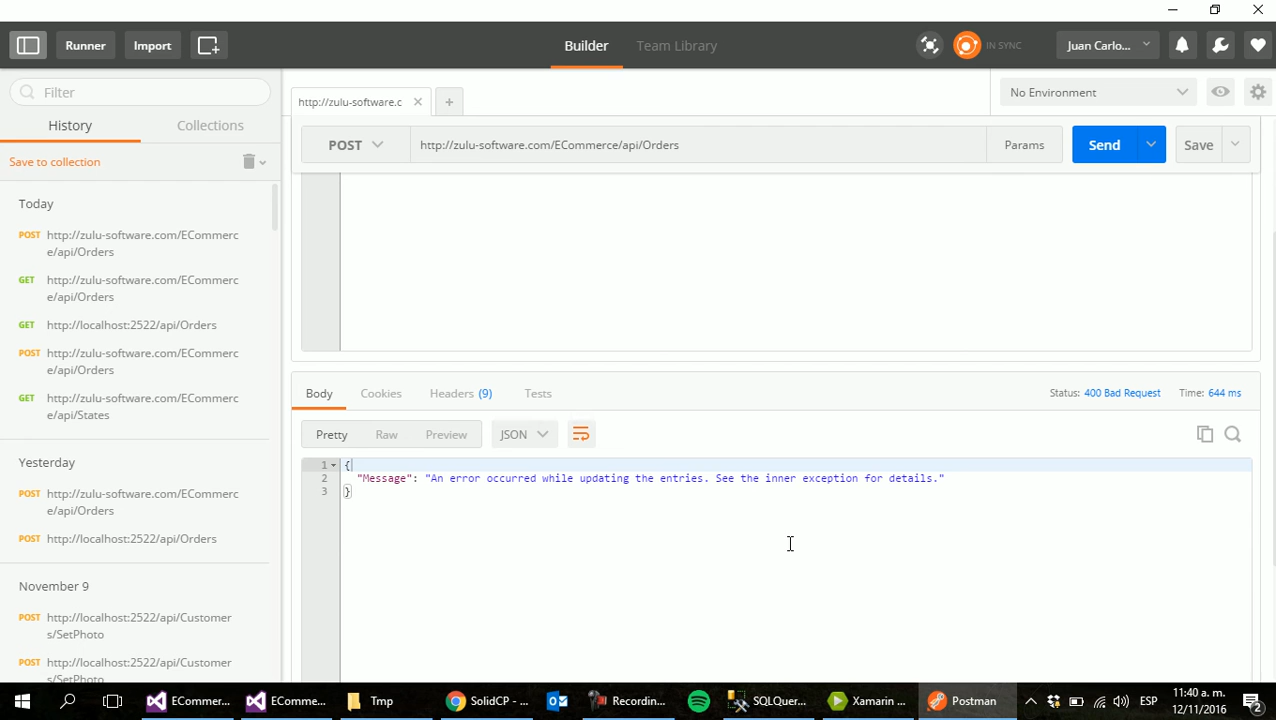 Runner
Import
Builder
Team Library
IN SYNC
Juan Carlo...
Filter
History
Collections
Save to collection
http://zulu-software.c
No Environment
POST
http://zulu-software.com/ECommerce/api/Orders
Params
Send
Save
Today
POST http://zulu-software.com/ECommerc
e/api/Orders
GET http://zulu-software.com/ECommerc
e/api/Orders
GET http://localhost:2522/api/Orders
POST http://zulu-software.com/ECommerc
e/api/Orders
GET http://zulu-software.com/ECommerc
e/api/States
Yesterday
POST http://zulu-software.com/ECommerc
e/api/Orders
POST http://localhost:2522/api/Orders
November 9
POST http://localhost:2522/api/Customer
s/SetPhoto
POST http://localhost:2522/api/Customer
s/SetPhoto
Body
Cookies
Headers (9)
Tests
Status: 400 Bad Request
Time: 644 ms
Pretty
Raw
Preview
JSON
1 {
2 "Message": "An error occurred while updating the entries. See the inner exception for details."
3 }
ECommer...
EComme...
Tmp
SolidCP - ...
Recordin...
SQLQuer...
Xamarin ...
Postman
ESP
11:40 a. m.
12/11/2016
2